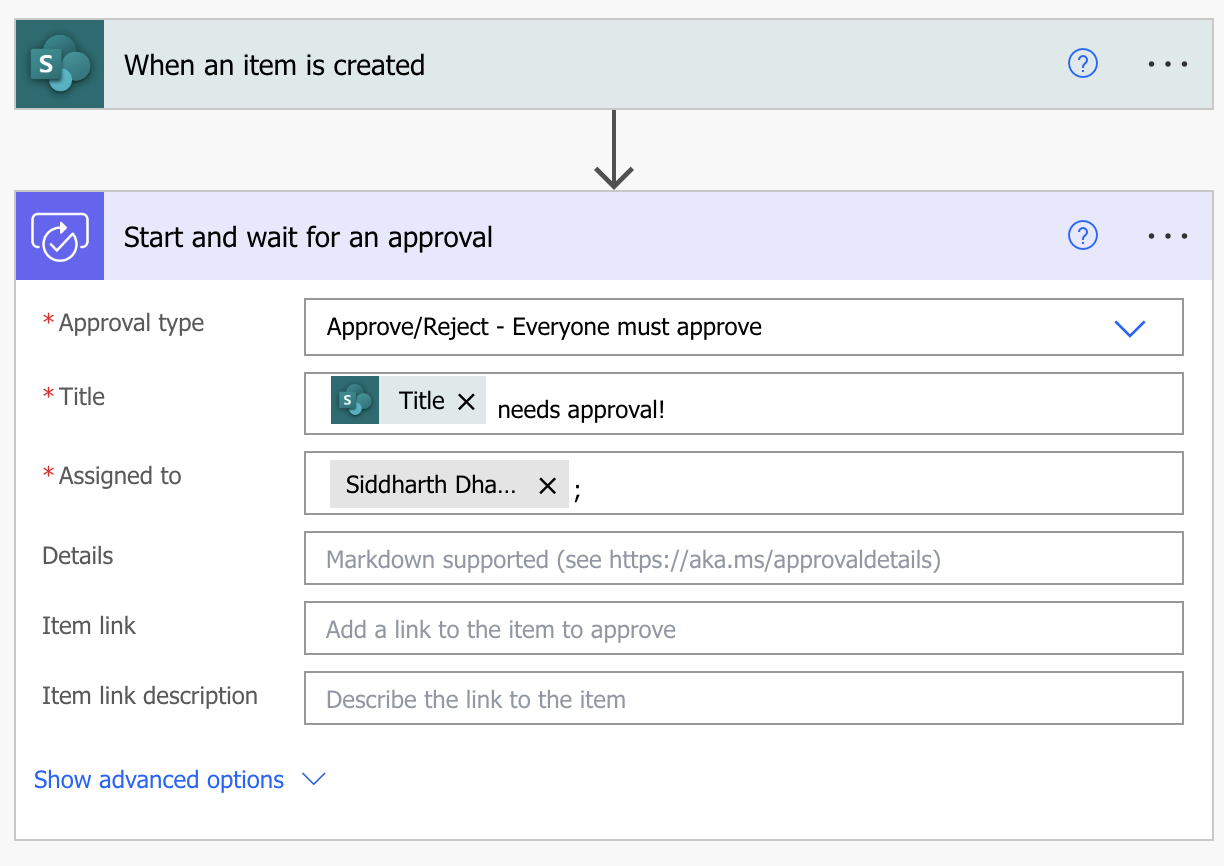 S
When an item is created
?
Start and wait for an approval
?
* Approval type
Approve/Reject - Everyone must approve
* Title
S
Title
needs approval!
* Assigned to
Siddharth Dha... ;
Details
Markdown supported (see https://aka.ms/approvaldetails)
Item link
Add a link to the item to approve
Item link description
Describe the link to the item
Show advanced options